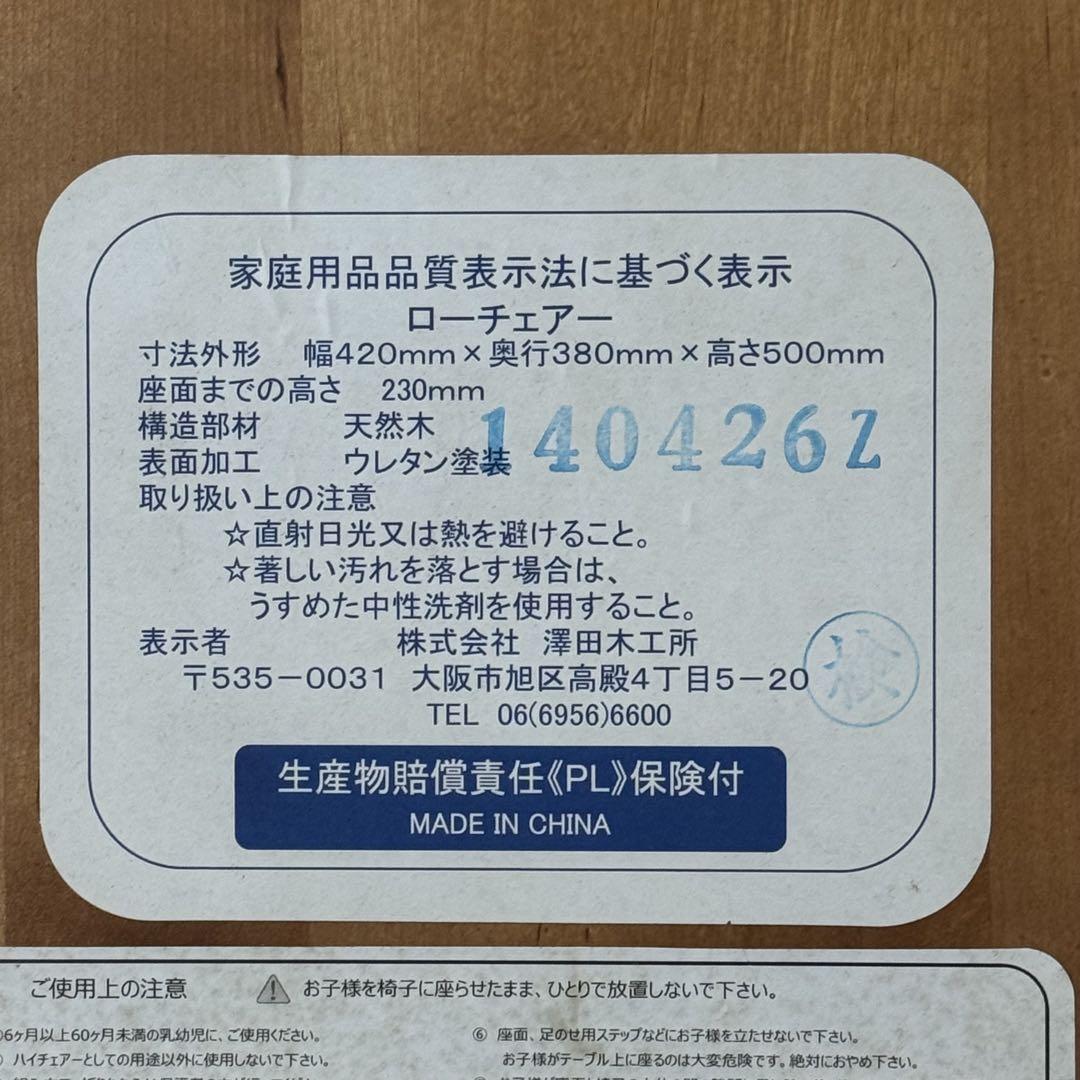 家庭用品品質表示法に基づく表示
ローチェアー
寸法外形 幅420mm×奥行380mm×高さ500mm
座面までの高さ 230mm
構造部材 天然木
140426Z
表面加工 ウレタン塗装
取り扱い上の注意
☆直射日光又は熱を避けること。
☆著しい汚れを落とす場合は、
うすめた中性洗剤を使用すること。
表示者 株式会社 澤田木工所
〒535-0031 大阪市旭区高殿4丁目5-20
検
TEL 06(6956)6600
生産物賠償責任《PL》保険付
MADE IN CHINA
ご使用上の注意 お子様を椅子に座らせたまま、ひとりで放置しないで下さい。
6ヶ月以上60ヶ月未満の乳幼児に、ご使用ください。
ハイチェアーとしての用途以外に使用しないで下さい。
⑥ 座面、足のせ用ステップなどにお子様を立たせないで下さい。
お子様がテーブル上に座るのは大変危険です。絶対におやめ下さい。